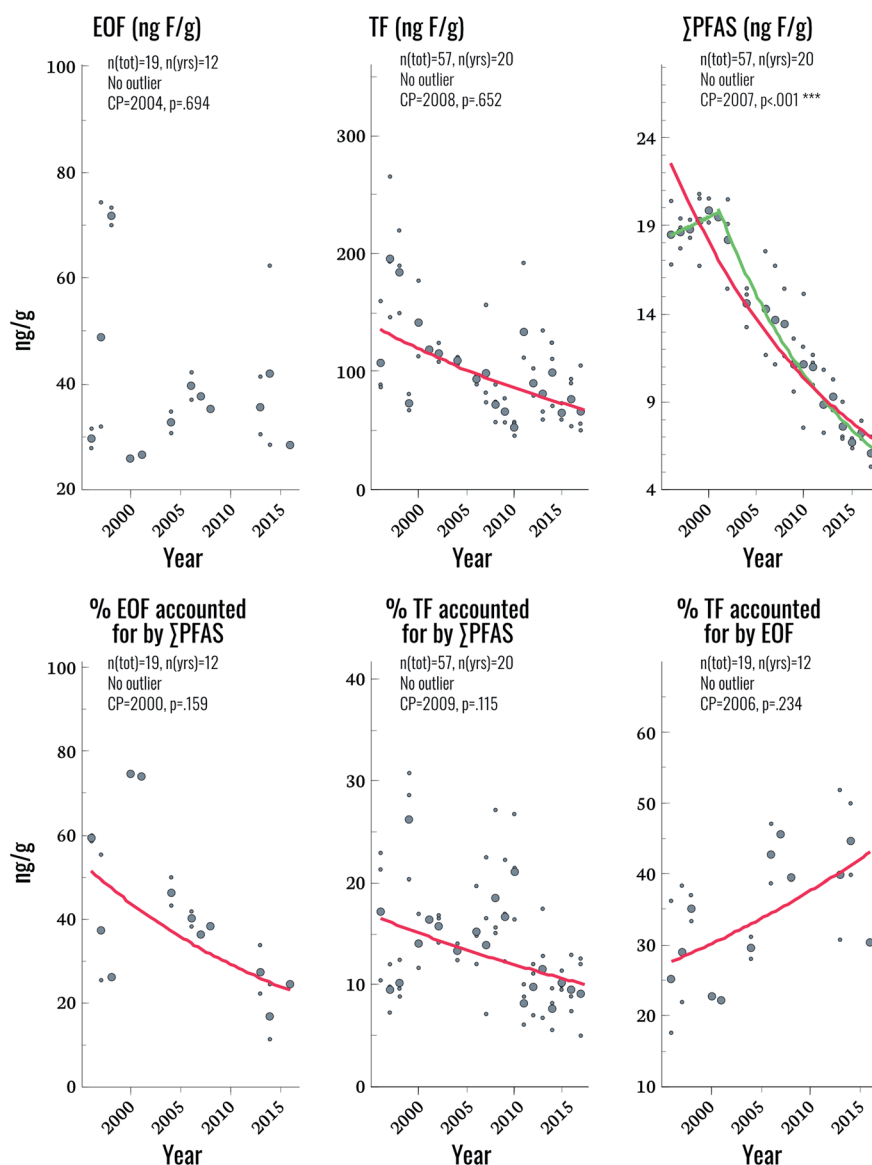 EOF (ng F/g)
n(tot)=19, n(yrs)=12
No outlier
CP=2004, p=.694
100
80
60
40
20
ng/g
2000
2005
2010
2015
Year
TF (ng F/g)
n(tot)=57, n(yrs)=20
No outlier
CP=2008, p=.652
300
200
100
0
2000
2005
2010
2015
Year
∑PFAS (ng F/g)
n(tot)=57, n(yrs)=20
No outlier
CP=2007, p<.001 ***
24
19
14
9
4
2000
2005
2010
2015
Year
% EOF accounted
for by ∑PFAS
n(tot)=19, n(yrs)=12
No outlier
CP=2000, p=.159
100
80
60
40
20
0
ng/g
2000
2005
2010
2015
Year
% TF accounted
for by ∑PFAS
n(tot)=57, n(yrs)=20
No outlier
CP=2009, p=.115
40
30
20
10
0
2000
2005
2010
2015
Year
% TF accounted
for by EOF
n(tot)=19, n(yrs)=12
No outlier
CP=2006, p=.234
60
50
40
30
20
10
2000
2005
2010
2015
Year